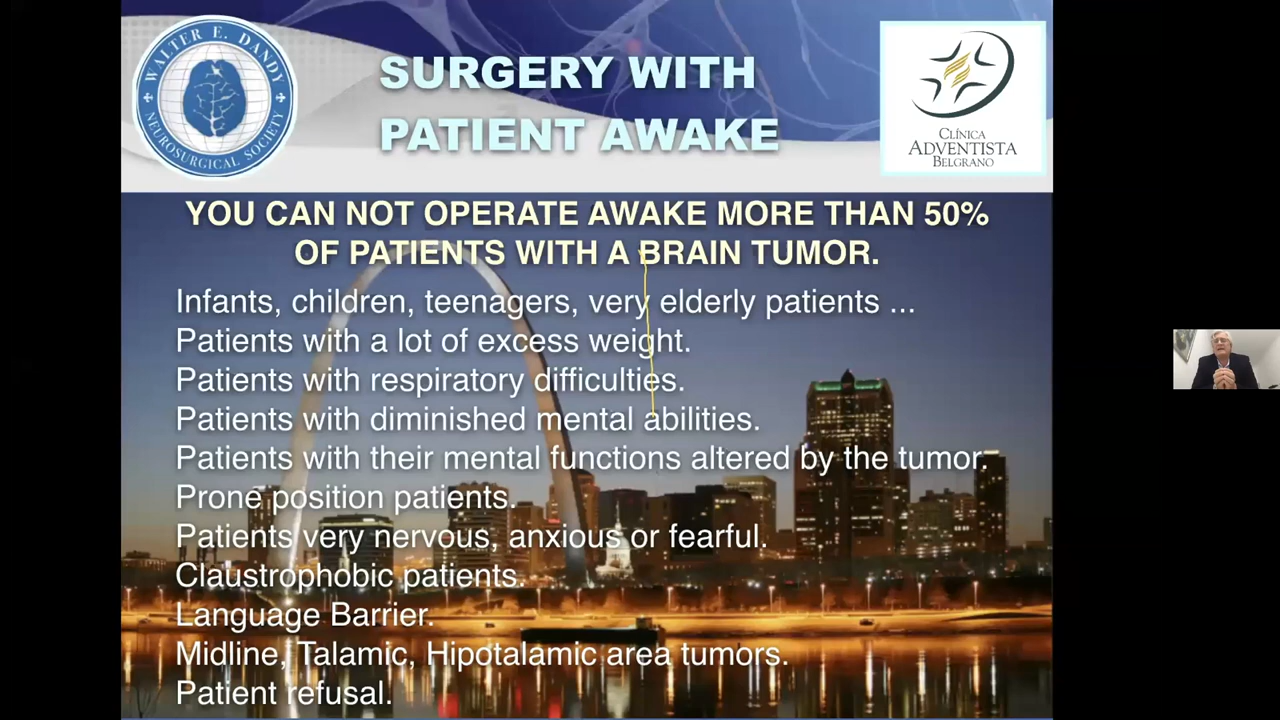 WALTER E. DANDY
NEUROSURGICAL SOCIETY
SURGERY WITH
PATIENT AWAKE
CLÍNICA
ADVENTISTA
BELGRANO
YOU CAN NOT OPERATE AWAKE MORE THAN 50%
OF PATIENTS WITH A BRAIN TUMOR.
Infants, children, teenagers, very elderly patients ...
Patients with a lot of excess weight.
Patients with respiratory difficulties.
Patients with diminished mental abilities.
Patients with their mental functions altered by the tumor.
Prone position patients.
Patients very nervous, anxious or fearful.
Claustrophobic patients.
Language Barrier.
Midline, Talamic, Hipotalamic area tumors.
Patient refusal.